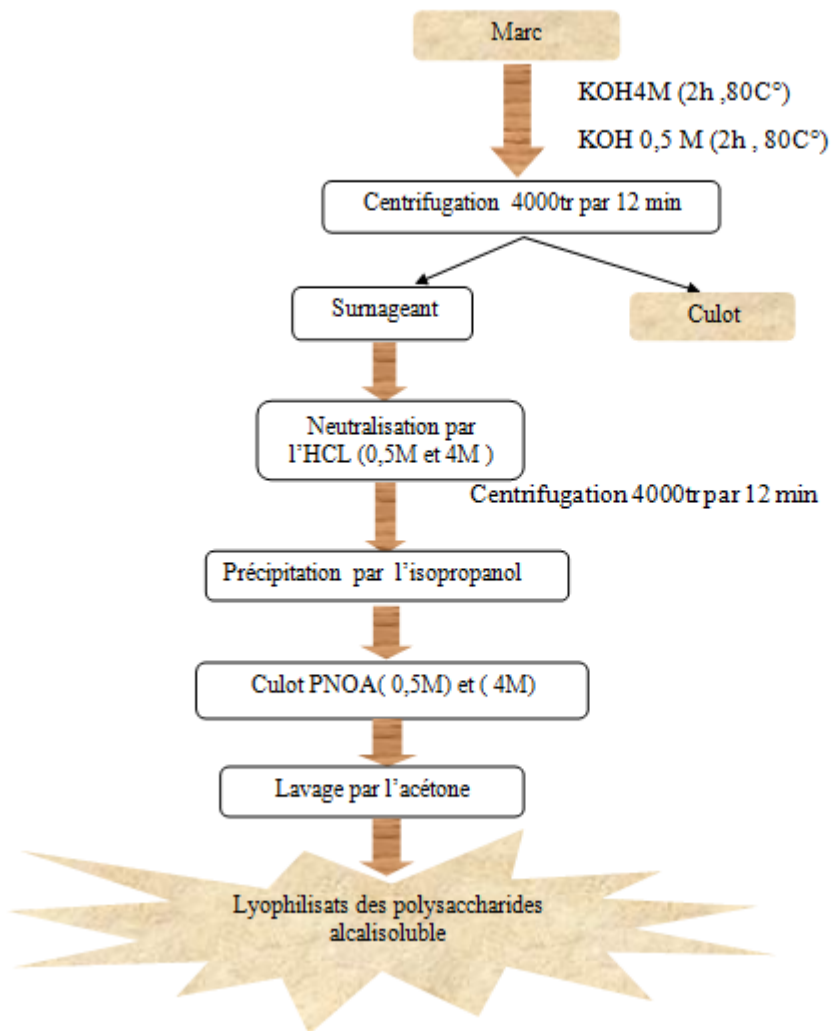 Marc
KOH4M (2h ,80C°)
KOH 0,5 M (2h , 80C°)
Centrifugation 4000tr par 12 min
Surnageant
Culot
Neutralisation par
l’HCL (0,5M et 4M )
Centrifugation 4000tr par 12 min
Précipitation par l’isopropanol
Culot PNOA( 0,5M) et ( 4M)
Lavage par l’acétone
Lyophilisats des polysaccharides
alcalisoluble